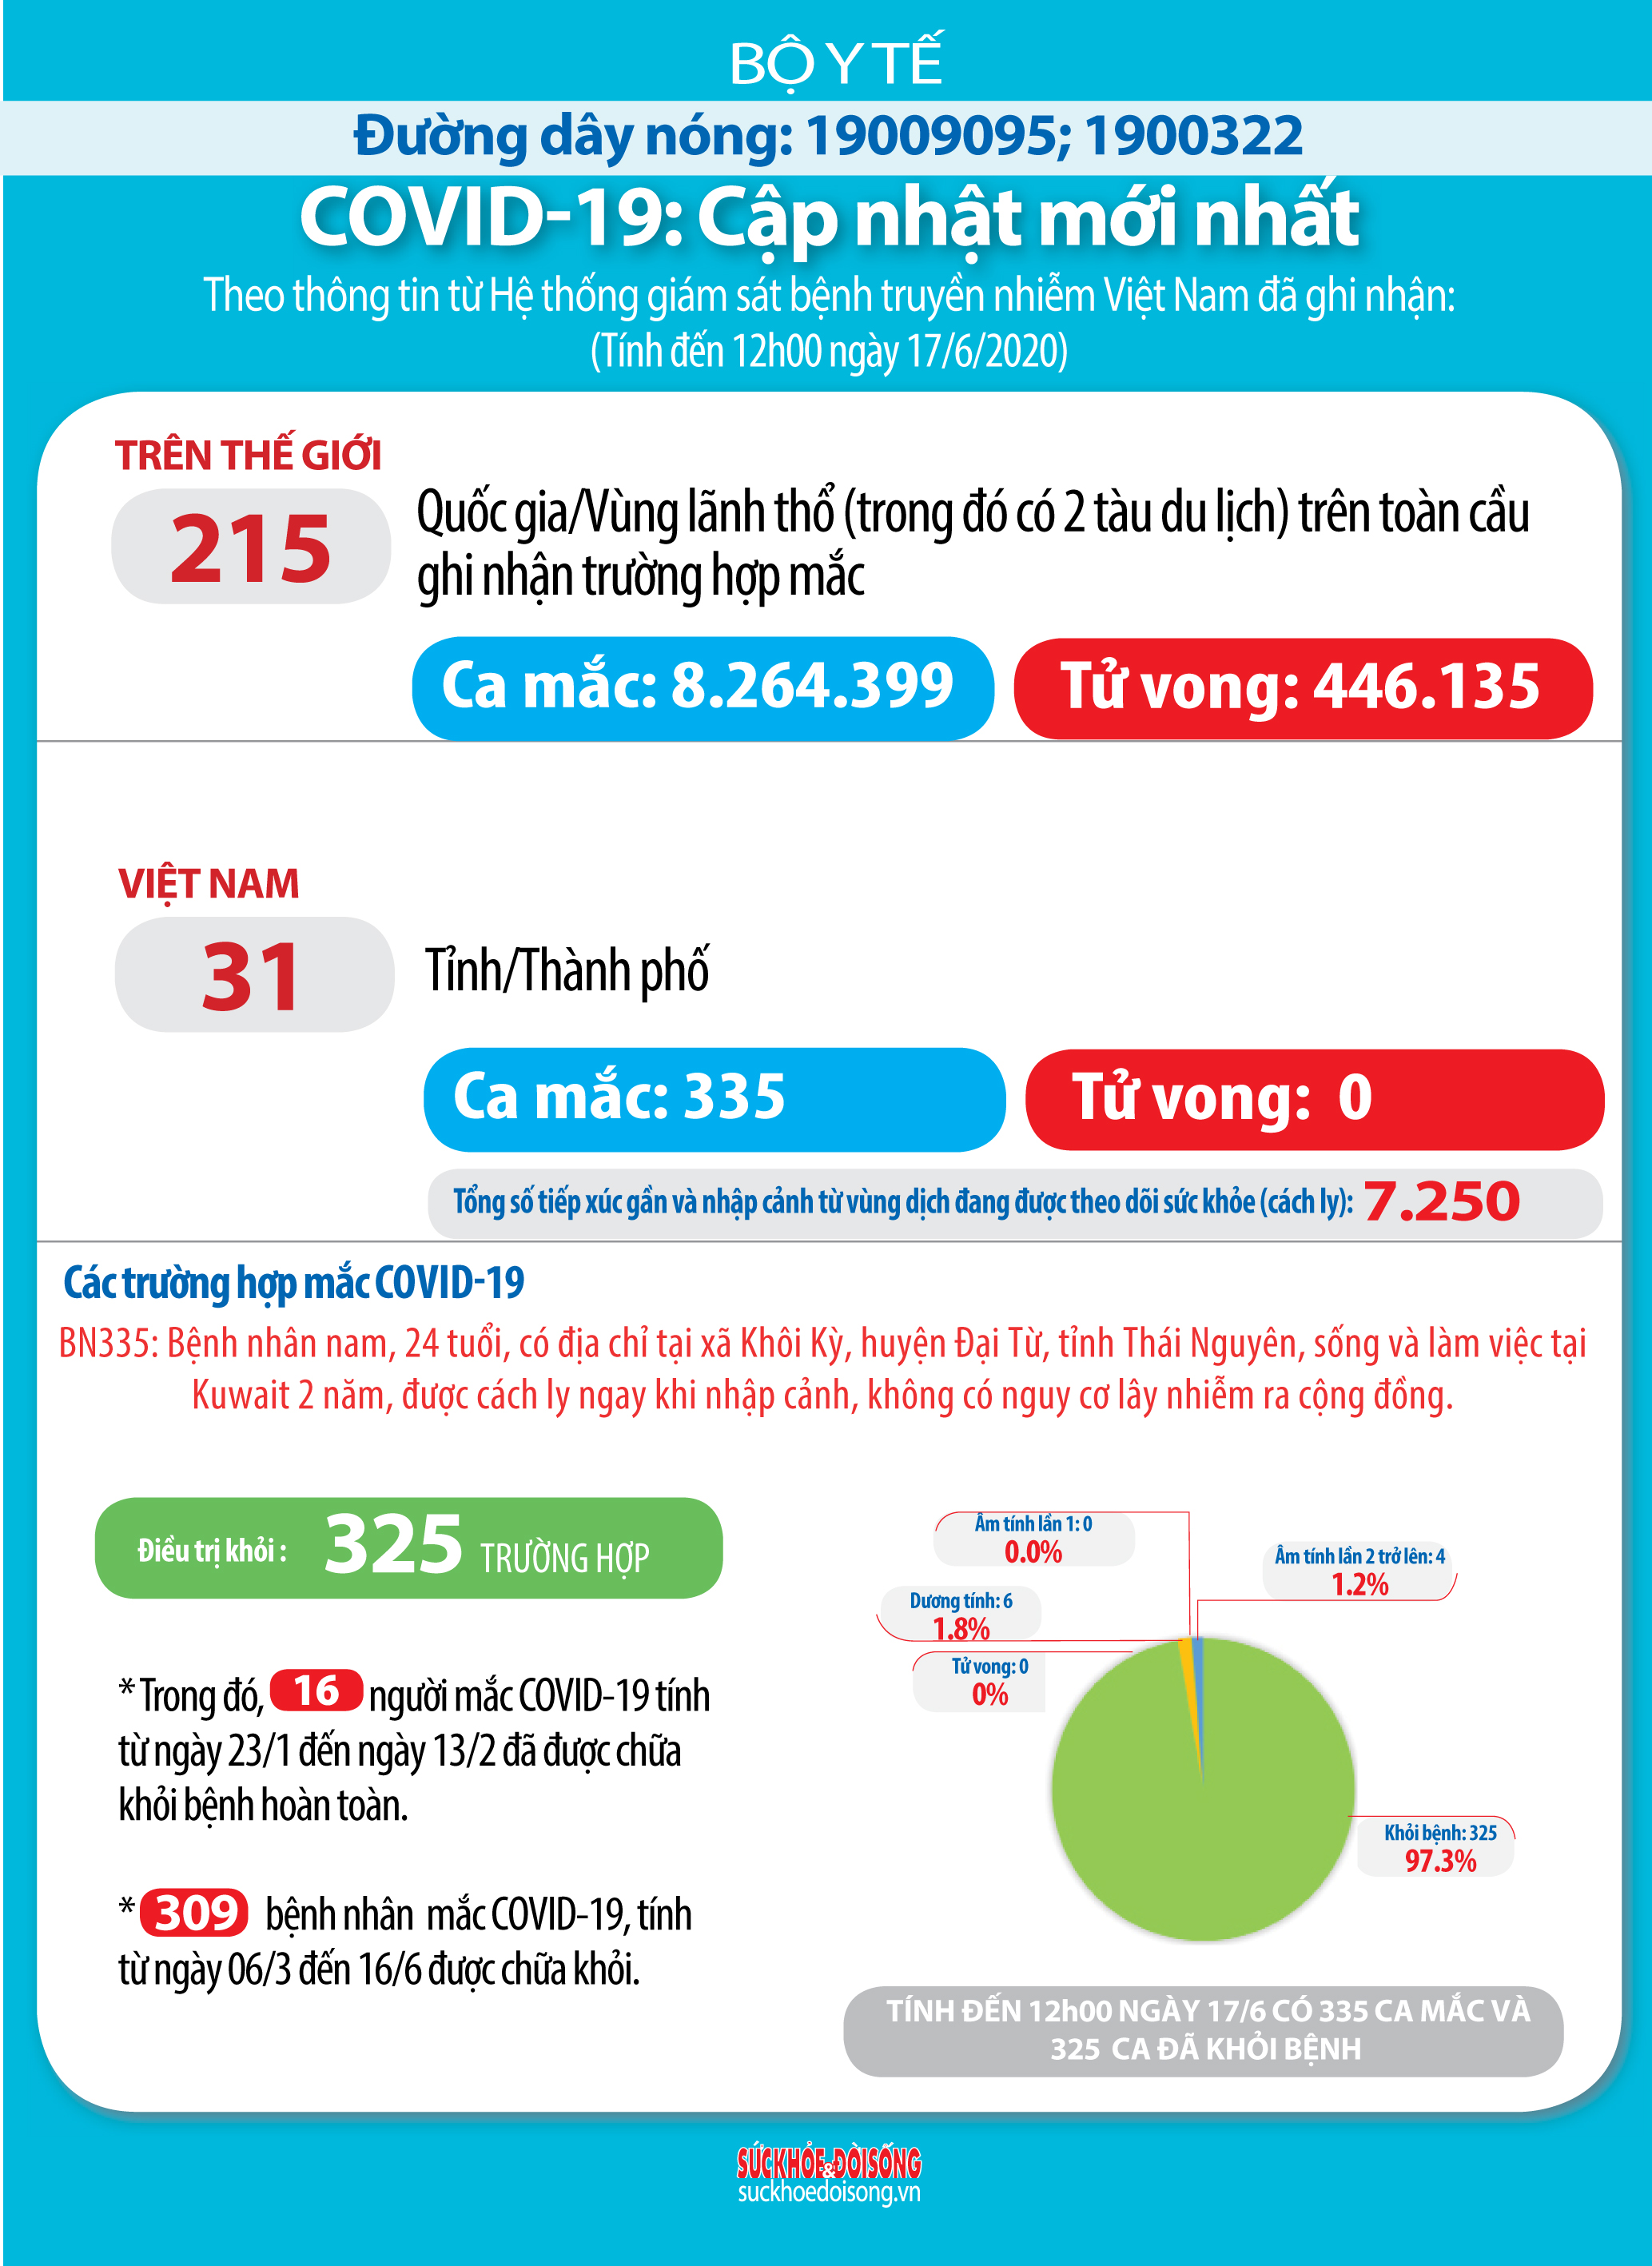 BỘ Y TẾ
Đường dây nóng: 19009095; 1900322
COVID-19: Cập nhật mới nhất
Theo thông tin từ Hệ thống giám sát bệnh truyền nhiễm Việt Nam đã ghi nhận:
(Tính đến 12h00 ngày 17/6/2020)
TRÊN THẾ GIỚI
215
Quốc gia/Vùng lãnh thổ (trong đó có 2 tàu du lịch) trên toàn cầu
ghi nhận trường hợp mắc
Ca mắc: 8.264.399
Tử vong: 446.135
VIỆT NAM
31
Tỉnh/Thành phố
Ca mắc: 335
Tử vong: 0
Tổng số tiếp xúc gần và nhập cảnh từ vùng dịch đang được theo dõi sức khỏe (cách ly): 7.250
Các trường hợp mắc COVID-19
BN335: Bệnh nhân nam, 24 tuổi, có địa chỉ tại xã Khôi Kỳ, huyện Đại Từ, tỉnh Thái Nguyên, sống và làm việc tại
Kuwait 2 năm, được cách ly ngay khi nhập cảnh, không có nguy cơ lây nhiễm ra cộng đồng.
Điều trị khỏi : 325 TRƯỜNG HỢP
* Trong đó, 16 người mắc COVID-19 tính
từ ngày 23/1 đến ngày 13/2 đã được chữa
khỏi bệnh hoàn toàn.
* 309 bệnh nhân mắc COVID-19, tính
từ ngày 06/3 đến 16/6 được chữa khỏi.
Âm tính lần 1: 0
0.0%
Âm tính lần 2 trở lên: 4
1.2%
Dương tính: 6
1.8%
Tử vong: 0
0%
Khỏi bệnh: 325
97.3%
TÍNH ĐẾN 12h00 NGÀY 17/6 CÓ 335 CA MẮC VÀ
325 CA ĐÃ KHỎI BỆNH
SỨC KHỎE & ĐỜI SỐNG
suckhoedoisong.vn